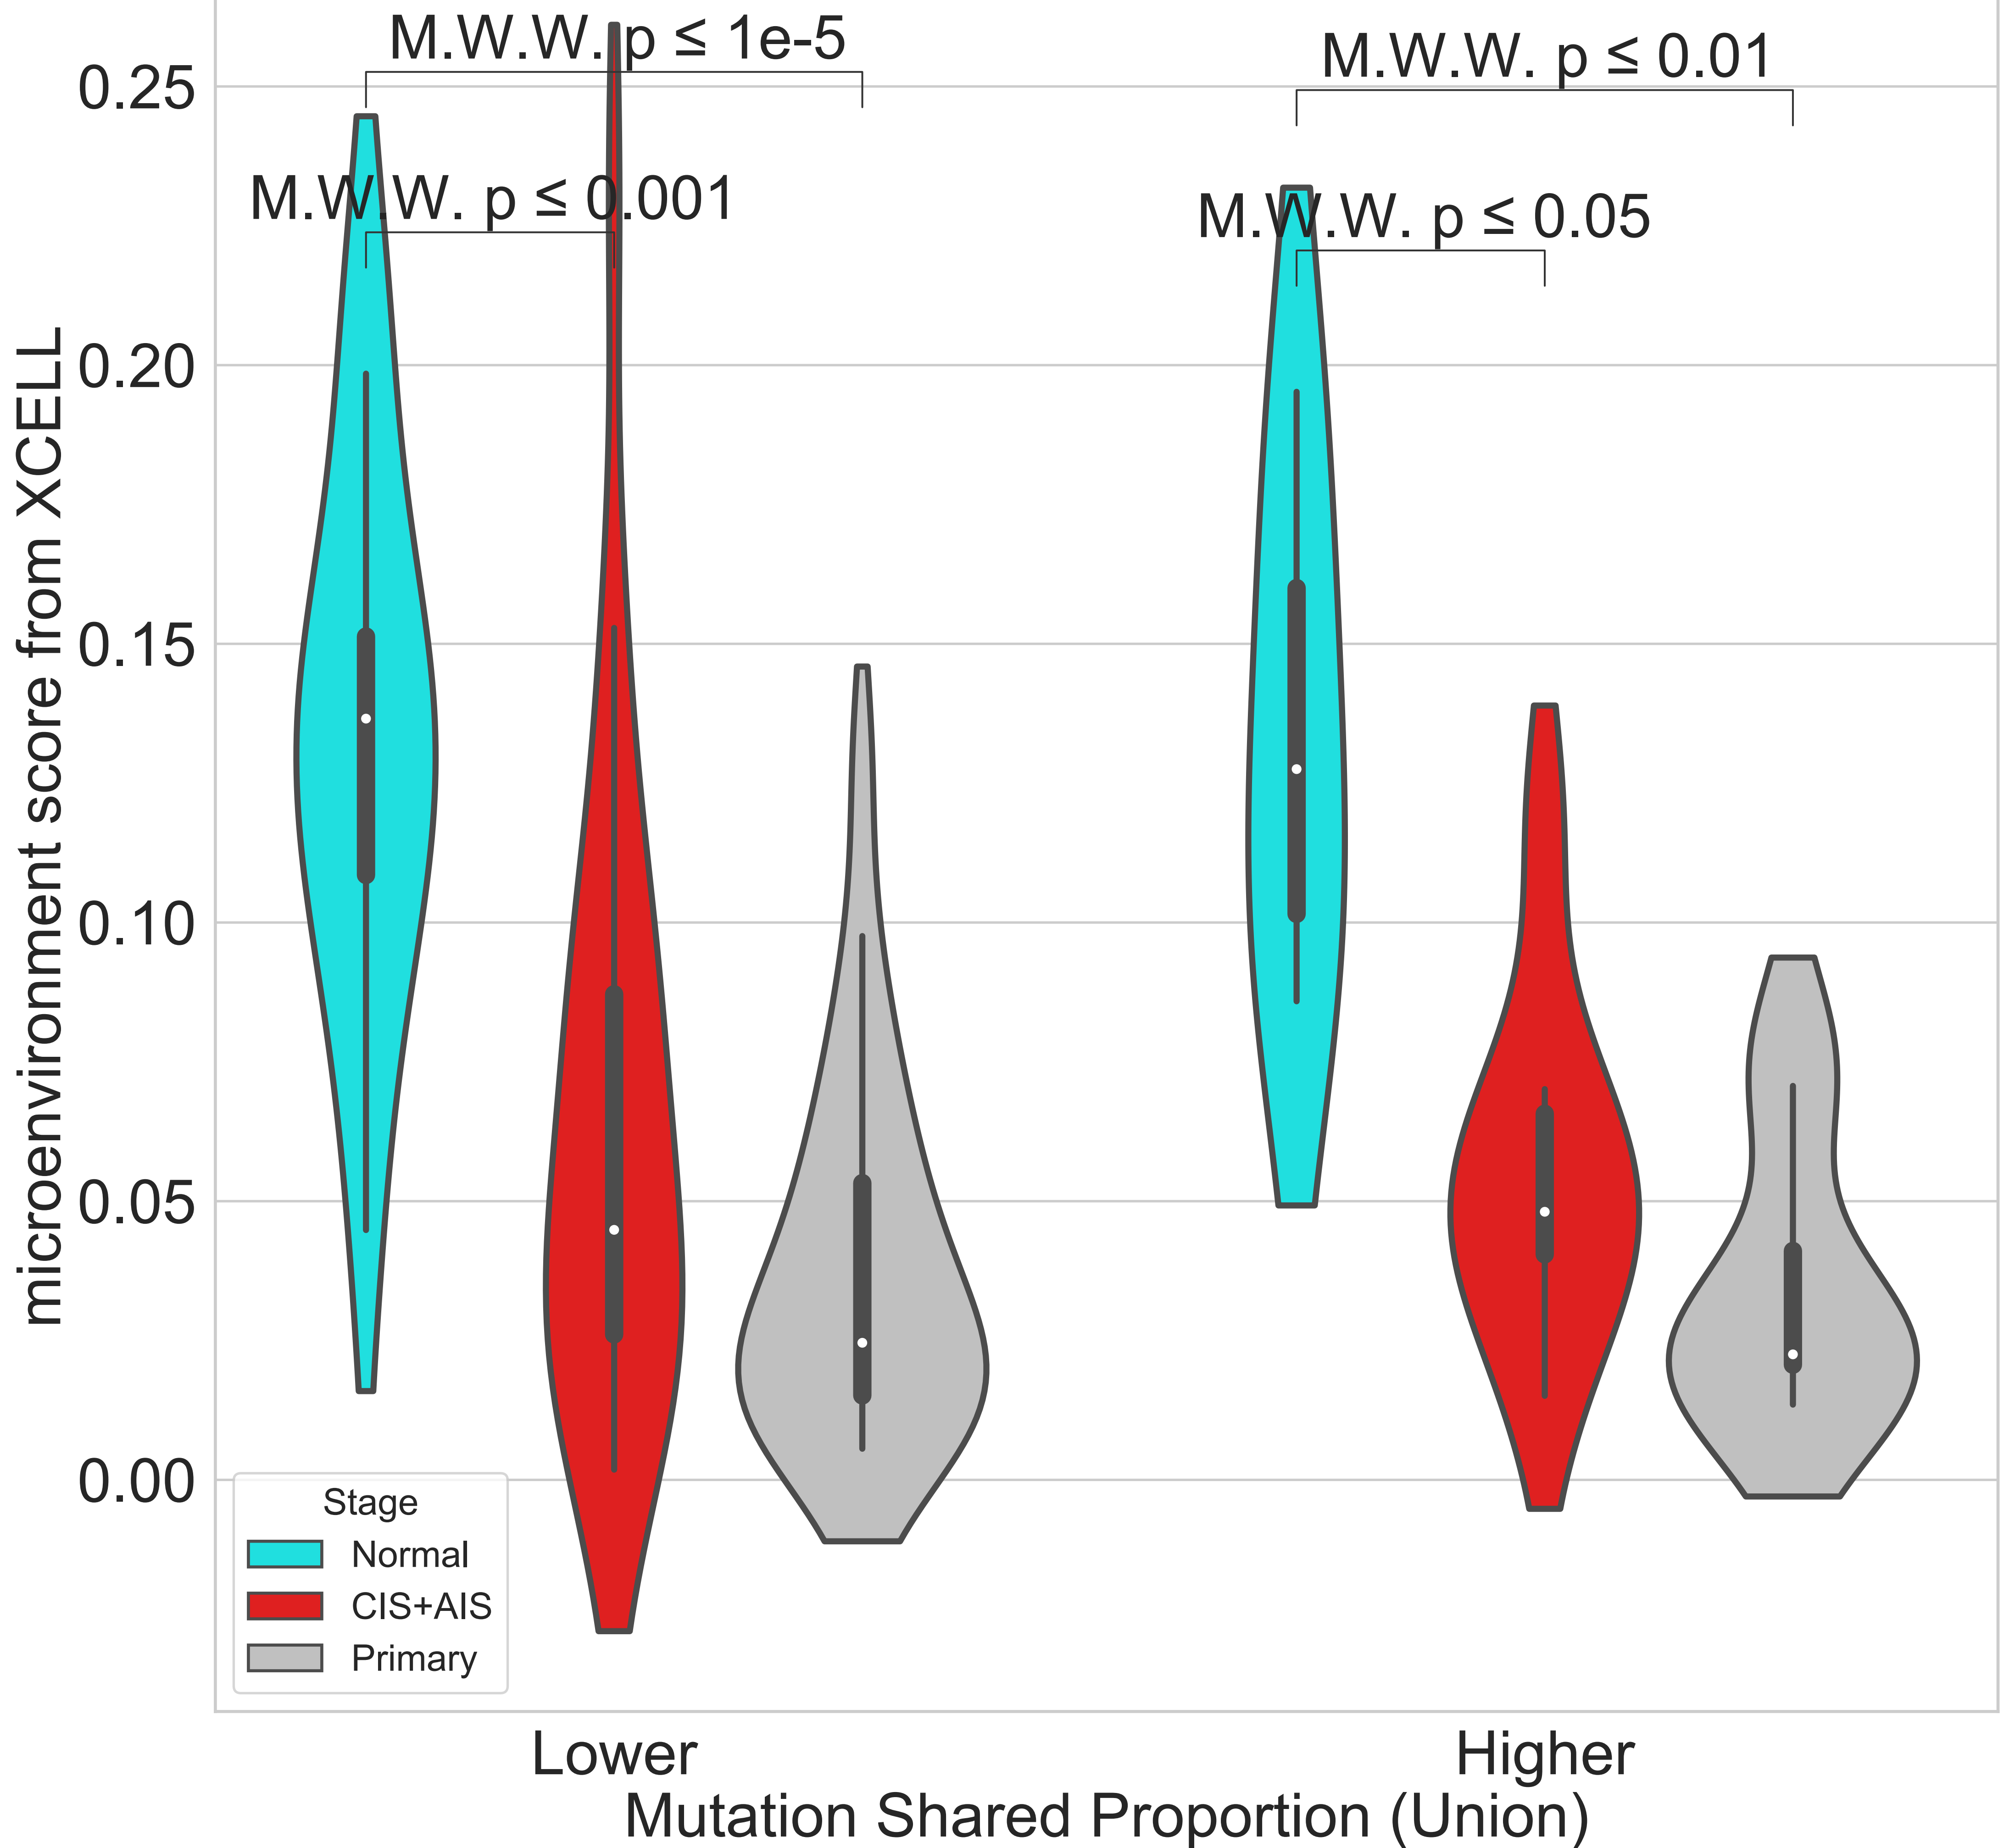 M.W.W. p ≤ 1e-5
M.W.W. p ≤ 0.01
M.W.W. p ≤ 0.001
M.W.W. p ≤ 0.05
microenvironment score from XCELL
0.25
0.20
0.15
0.10
0.05
0.00
Stage
Normal
CIS+AIS
Primary
Lower
Higher
Mutation Shared Proportion (Union)